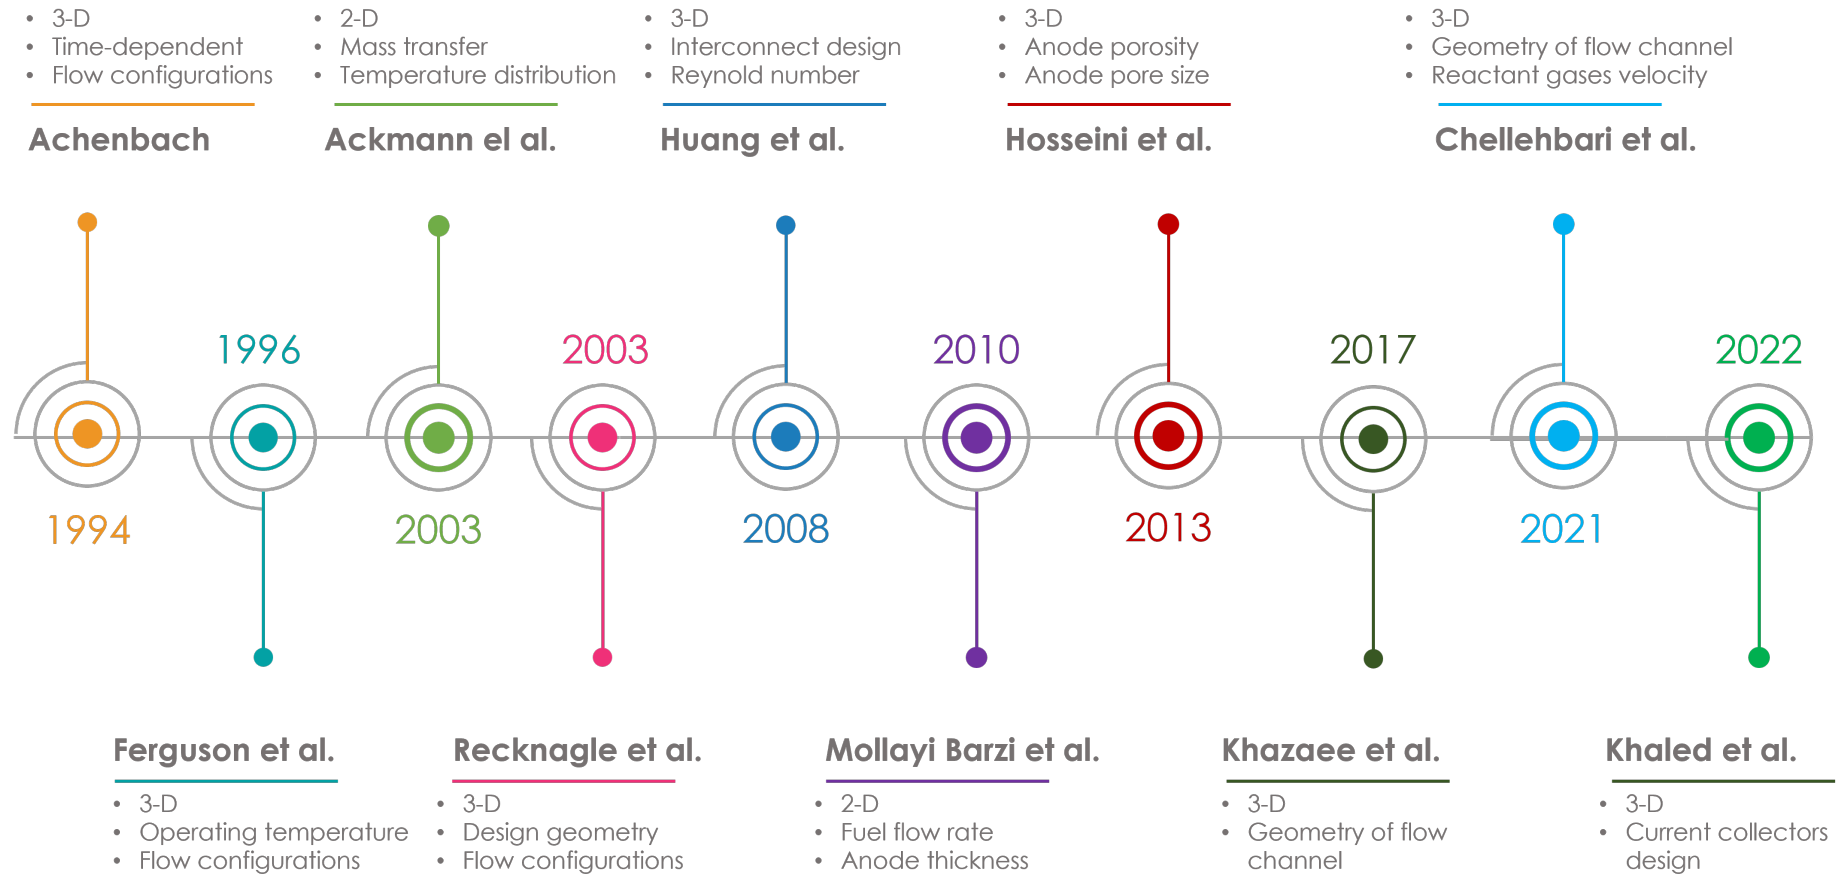 • 3-D
• Time-dependent
• Flow configurations
Achenbach
• 2-D
• Mass transfer
• Temperature distribution
Ackmann el al.
• 3-D
• Interconnect design
• Reynold number
Huang et al.
• 3-D
• Anode porosity
• Anode pore size
Hosseini et al.
• 3-D
• Geometry of flow channel
• Reactant gases velocity
Chellehbari et al.
1994
1996
2003
2003
2008
2010
2013
2017
2021
2022
Ferguson et al.
• 3-D
• Operating temperature
• Flow configurations
Recknagle et al.
• 3-D
• Design geometry
• Flow configurations
Mollayi Barzi et al.
• 2-D
• Fuel flow rate
• Anode thickness
Khazaee et al.
• 3-D
• Geometry of flow
channel
Khaled et al.
• 3-D
• Current collectors
design